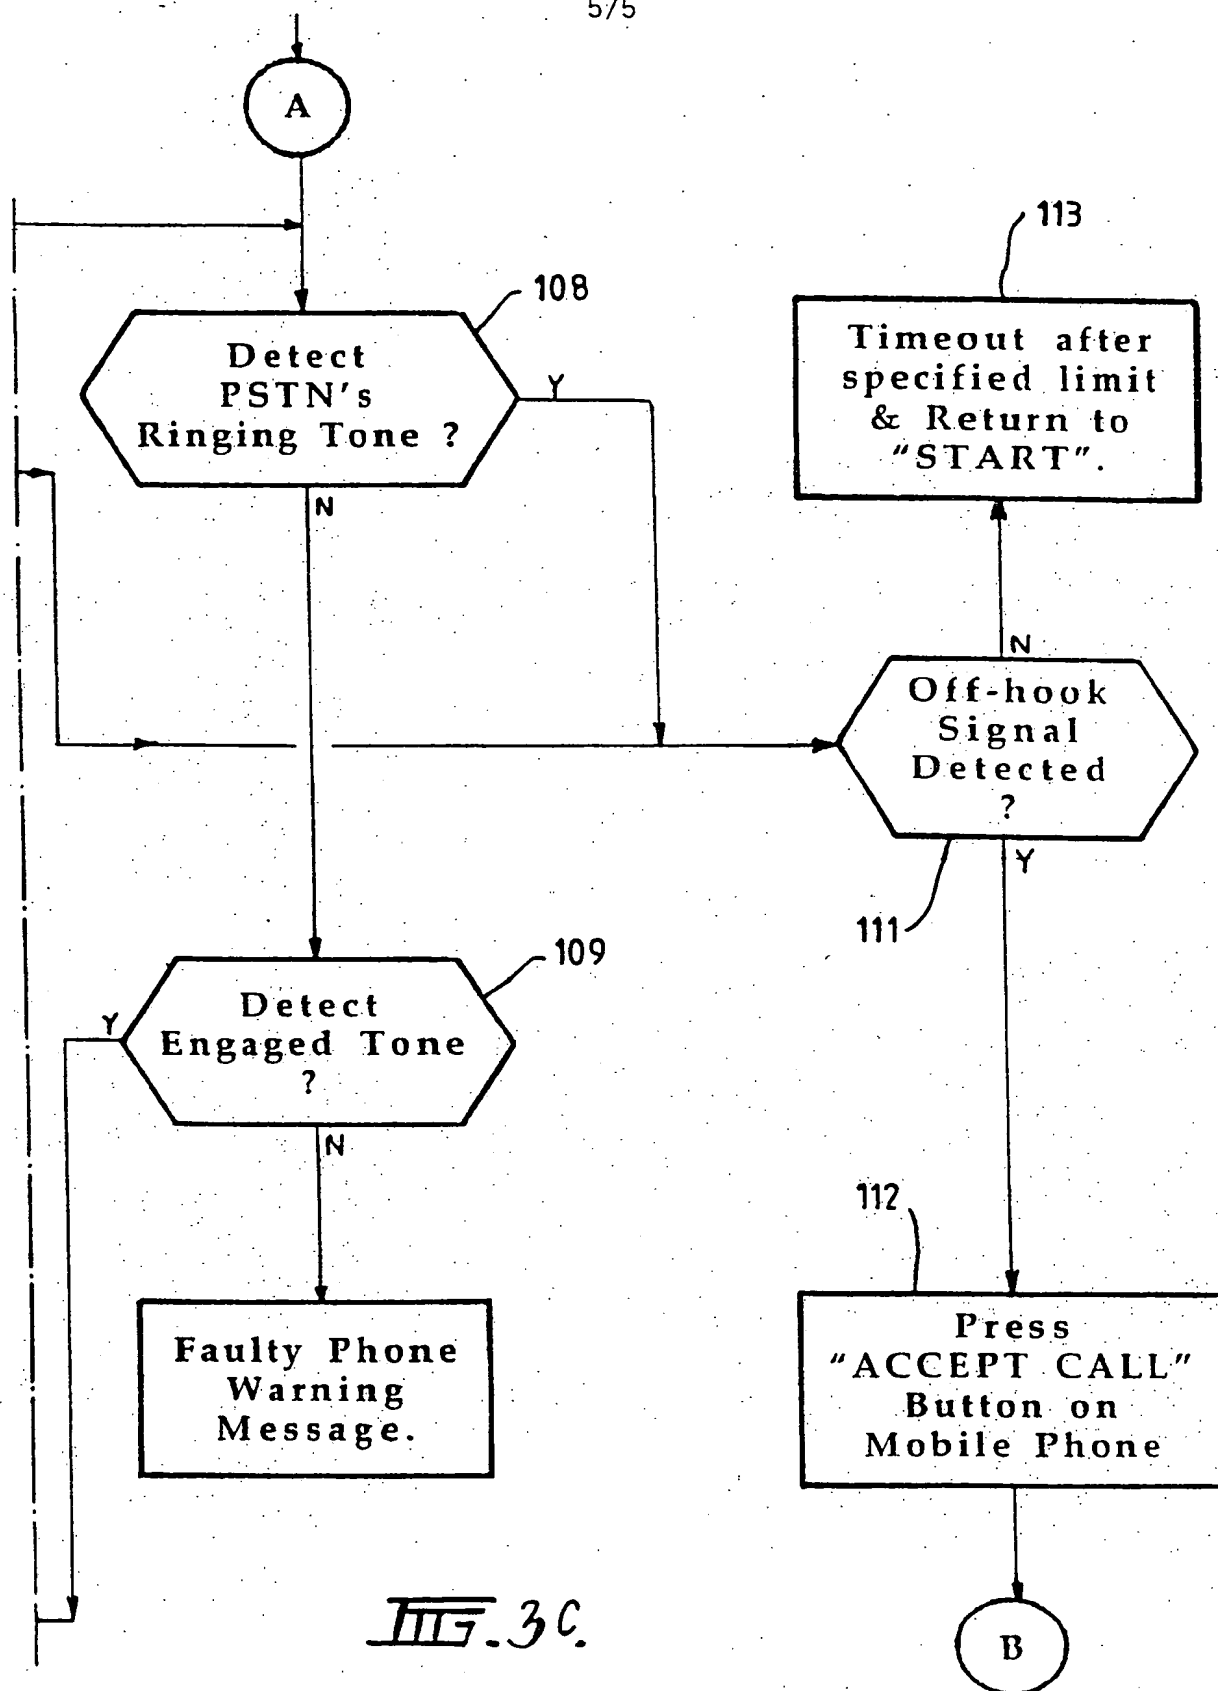 5/5
A
113
108
Timeout after
specified limit
& Return to
"START".
Detect
PSTN's
Ringing Tone ?
Y
N
N
Off-hook
Signal
Detected
?
Y
111
109
Detect
Engaged Tone
?
Y
N
112
Press
"ACCEPT CALL"
Button on
Mobile Phone
Faulty Phone
Warning
Message.
FIG. 3C.
B